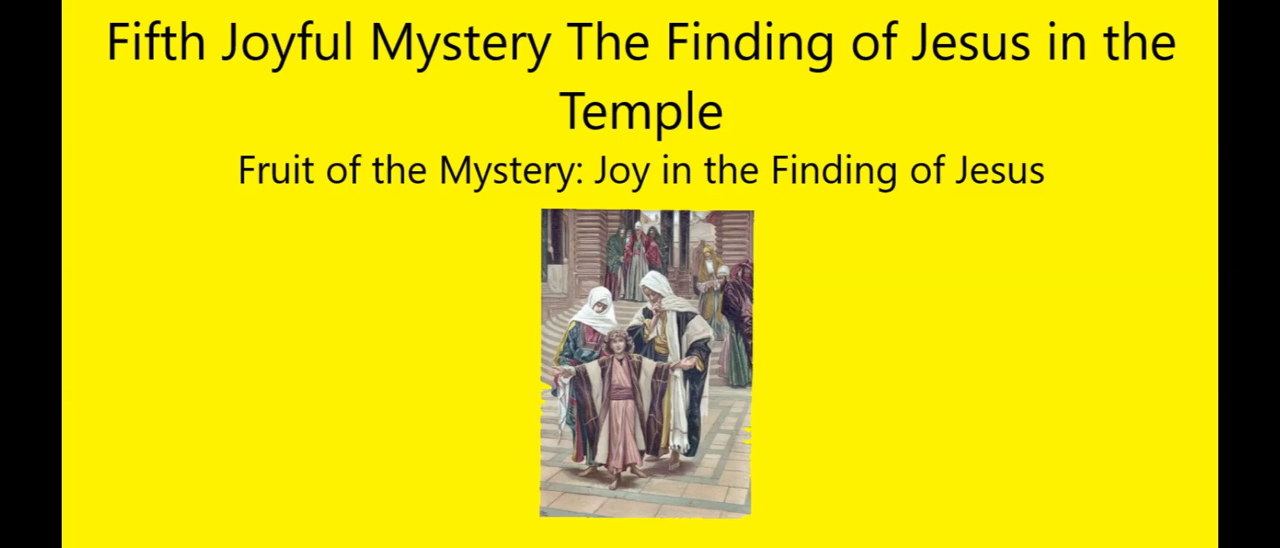 Fifth Joyful Mystery The Finding of Jesus in the
Temple
Fruit of the Mystery: Joy in the Finding of Jesus